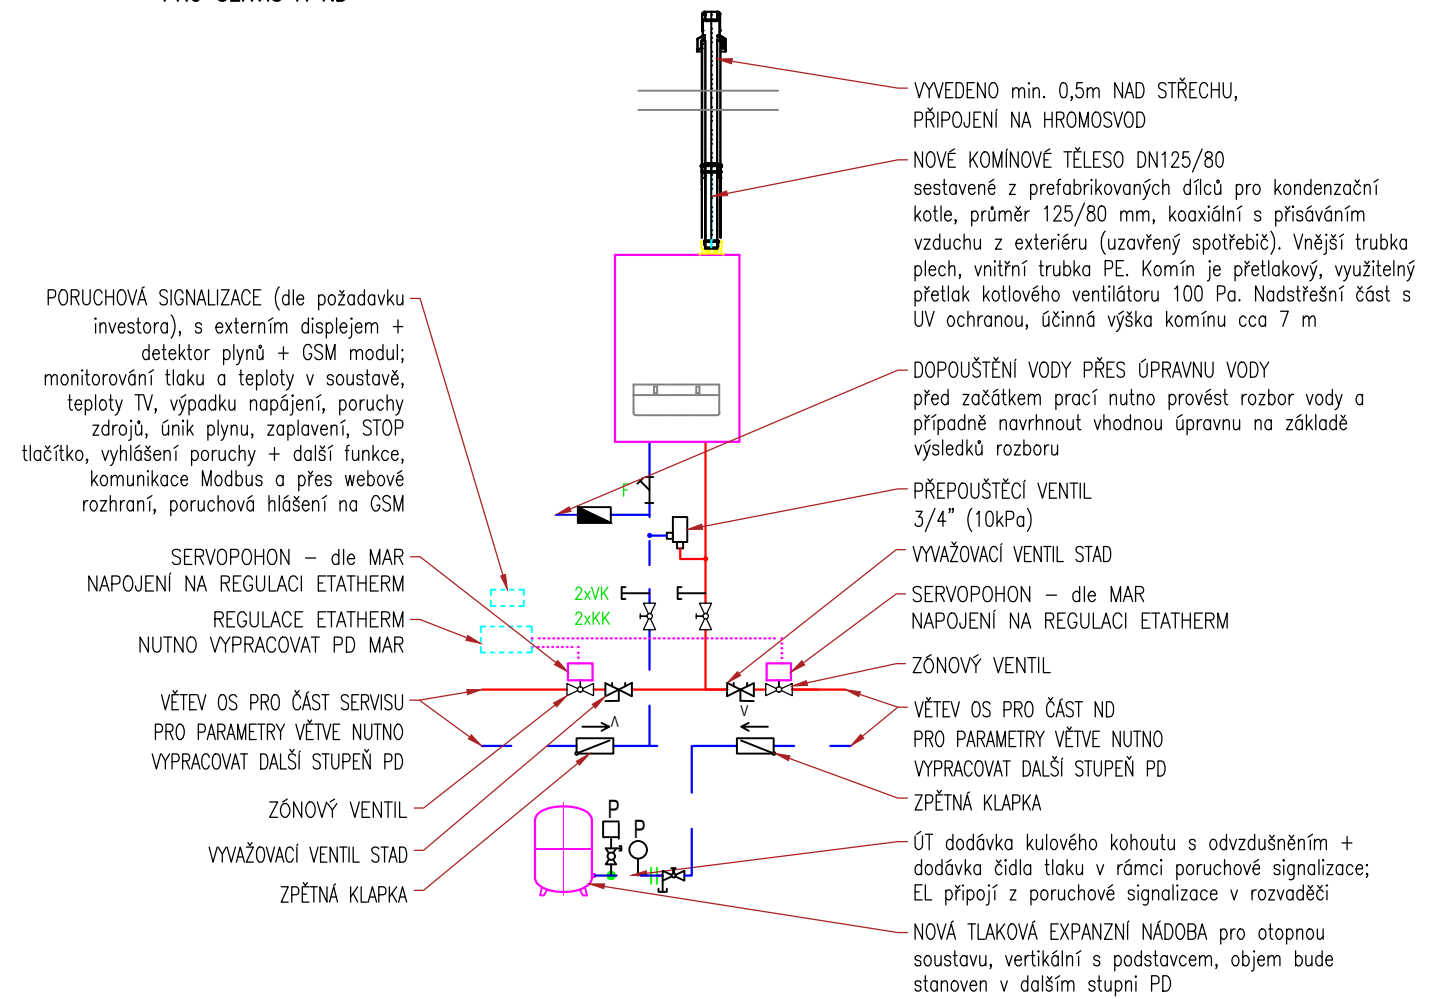 VYVEDENO min. 0,5m NAD STŘECHU,
PŘIPOJENÍ NA HROMOSVOD
NOVÉ KOMÍNOVÉ TĚLESO DN125/80
sestavené z prefabrikovaných dílců pro kondenzační
kotle, průměr 125/80 mm, koaxiální s přisáváním
vzduchu z exteriéru (uzavřený spotřebič). Vnější trubka
plech, vnitřní trubka PE. Komín je přetlakový, využitelný
přetlak kotlového ventilátoru 100 Pa. Nadstřešní část s
UV ochranou, účinná výška komínu cca 7 m
PORUCHOVÁ SIGNALIZACE (dle požadavku
investora), s externím displejem +
detektor plynů + GSM modul;
monitorování tlaku a teploty v soustavě,
teploty TV, výpadku napájení, poruchy
zdrojů, únik plynu, zaplavení, STOP
tlačítko, vyhlášení poruchy + další funkce,
komunikace Modbus a přes webové
rozhraní, poruchová hlášení na GSM
DOPOUŠTĚNÍ VODY PŘES ÚPRAVNU VODY
před začátkem prací nutno provést rozbor vody a
případně navrhnout vhodnou úpravnu na základě
výsledků rozboru
F
PŘEPOUŠTĚCÍ VENTIL
3/4" (10kPa)
SERVOPOHON – dle MAR
NAPOJENÍ NA REGULACI ETATHERM
REGULACE ETATHERM
NUTNO VYPRACOVAT PD MAR
2xVK
2xKK
VYVAŽOVACÍ VENTIL STAD
SERVOPOHON – dle MAR
NAPOJENÍ NA REGULACI ETATHERM
ZÓNOVÝ VENTIL
VĚTEV OS PRO ČÁST SERVISU
PRO PARAMETRY VĚTVE NUTNO
VYPRACOVAT DALŠÍ STUPEŇ PD
VĚTEV OS PRO ČÁST ND
PRO PARAMETRY VĚTVE NUTNO
VYPRACOVAT DALŠÍ STUPEŇ PD
ZÓNOVÝ VENTIL
VYVAŽOVACÍ VENTIL STAD
ZPĚTNÁ KLAPKA
P
P
ZPĚTNÁ KLAPKA
ÚT dodávka kulového kohoutu s odvzdušněním +
dodávka čidla tlaku v rámci poruchové signalizace;
EL připojí z poruchové signalizace v rozvaděči
NOVÁ TLAKOVÁ EXPANZNÍ NÁDOBA pro otopnou
soustavu, vertikální s podstavcem, objem bude
stanoven v dalším stupni PD